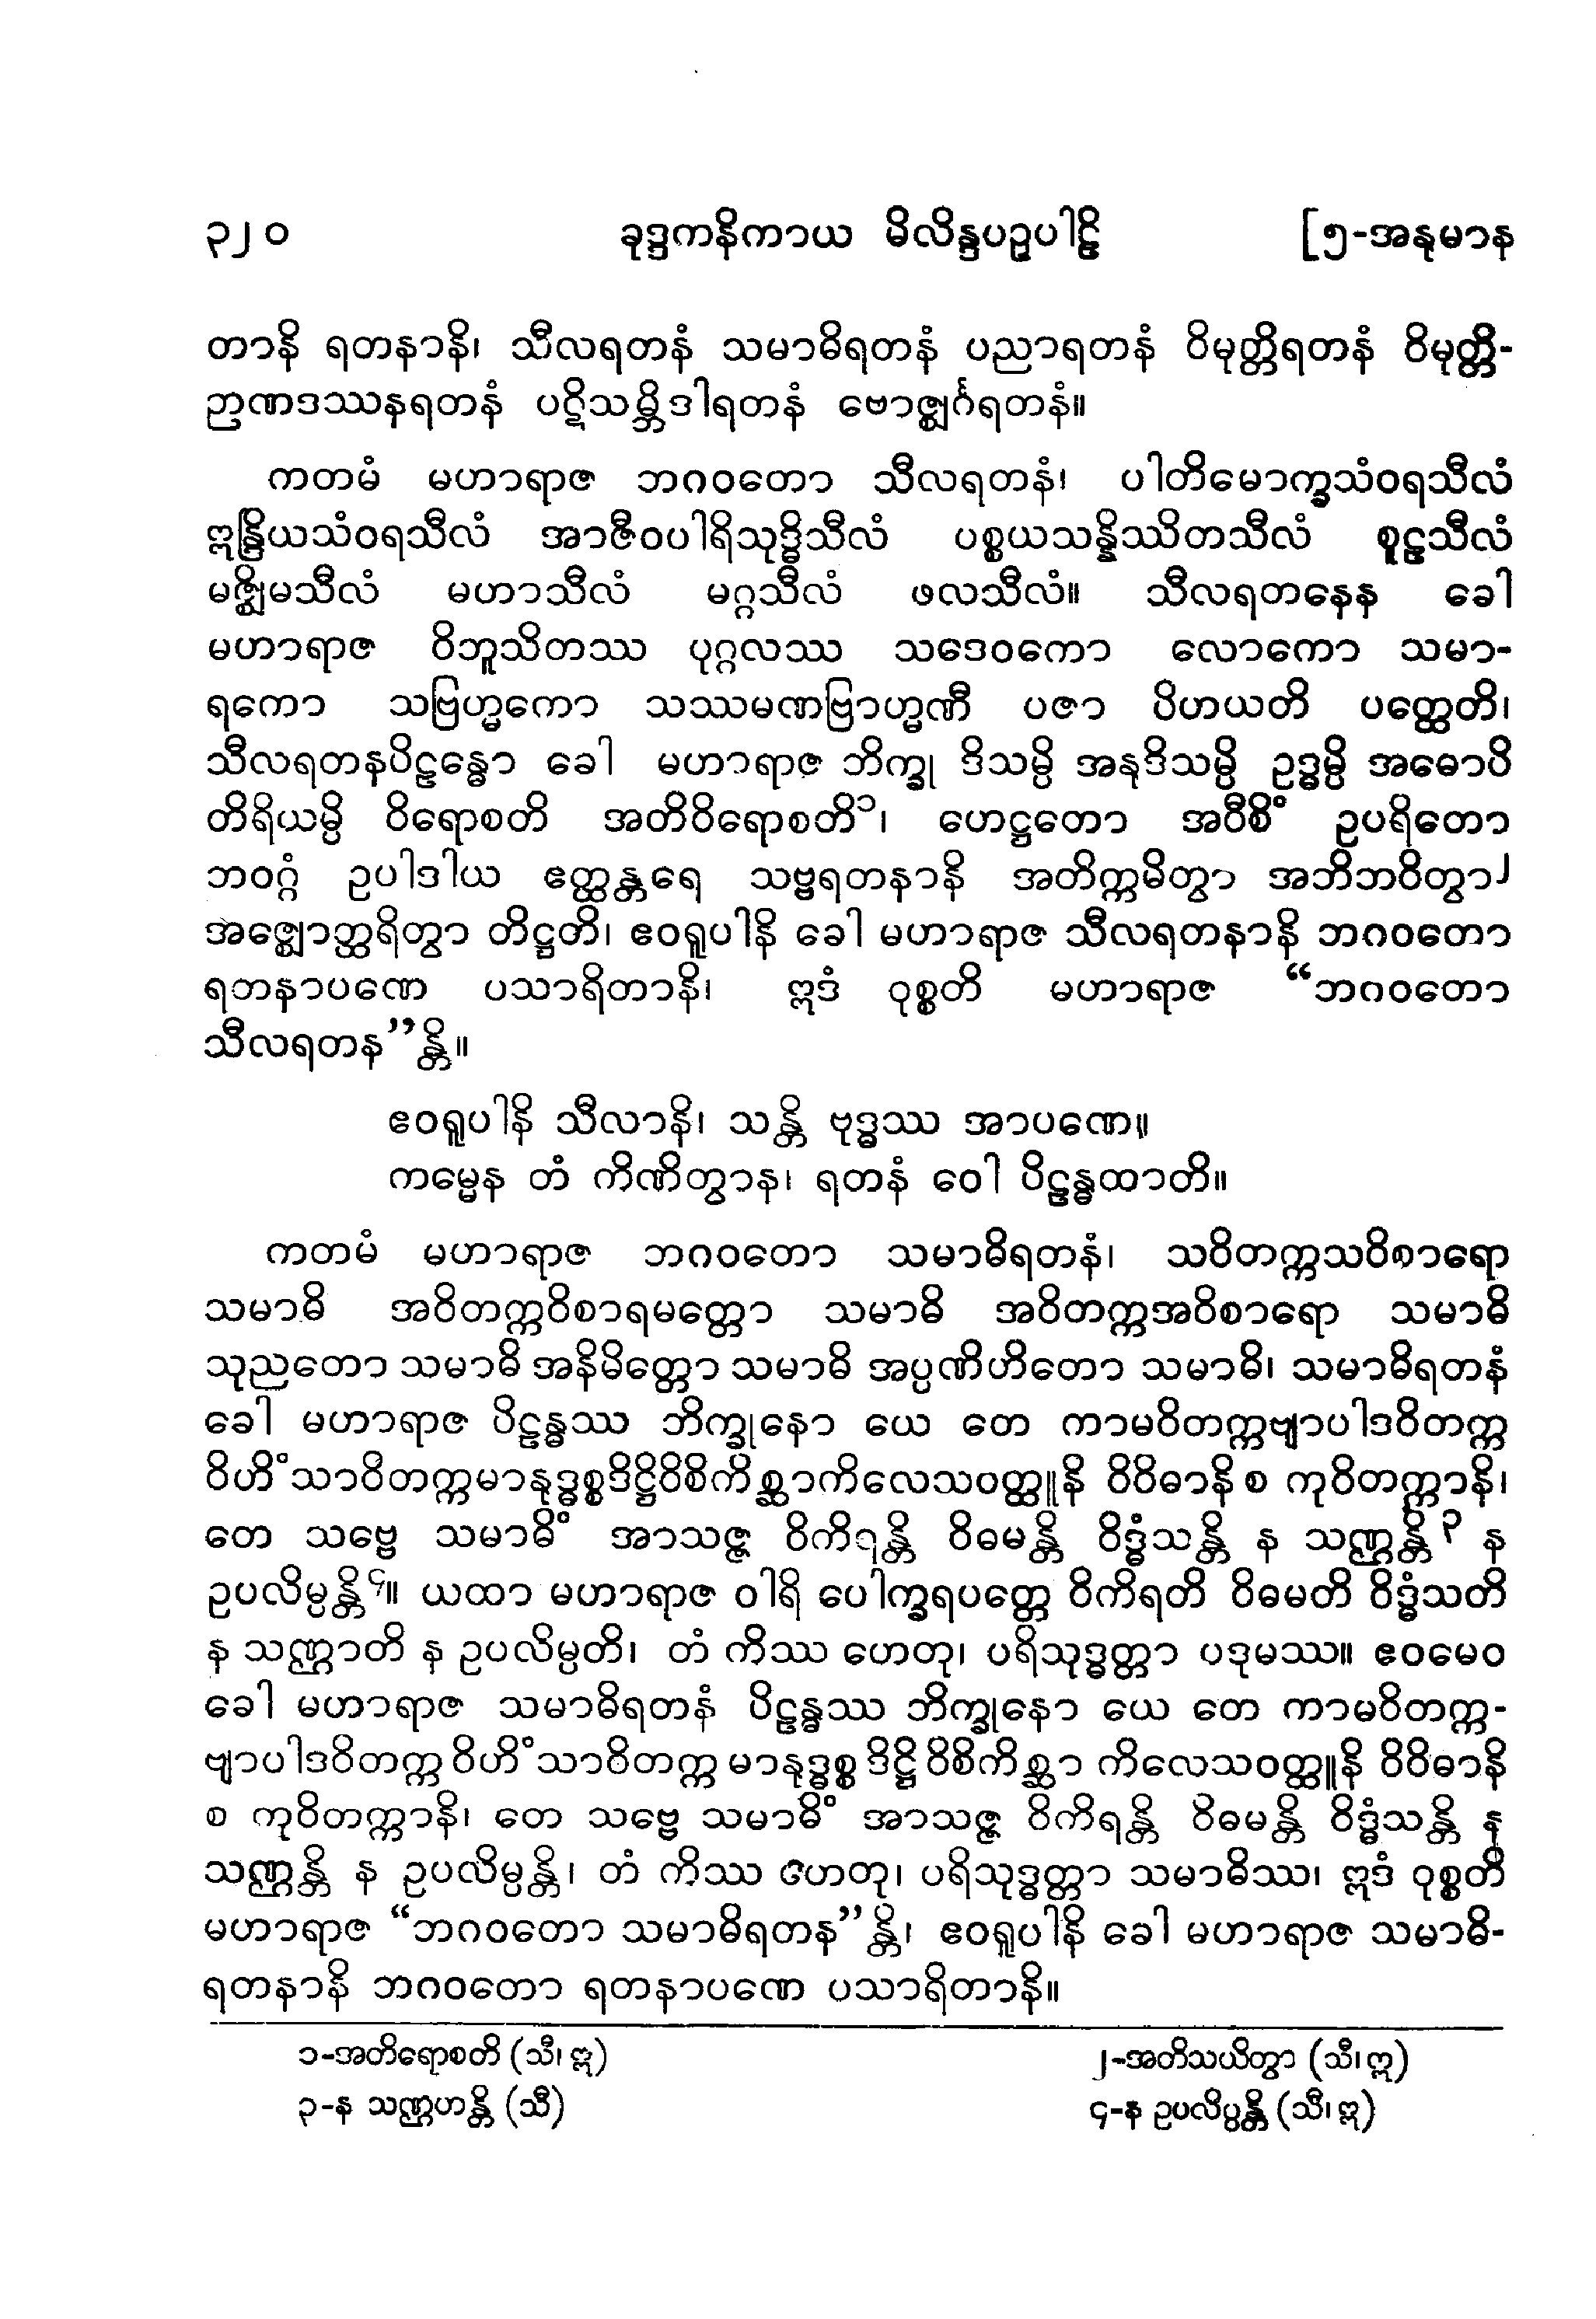 ၃၂၀ ခုဒ္ဒကနိကာယ မိလိန္ဒပဉှပါဠိ [၅-အနုမာန
တာနိ ရတနာနိ၊ သီလရတနံ သမာဓိရတနံ ပညာရတနံ ဝိမုတ္တိရတနံ ဝိမုတ္တိ-
ဉာဏဒဿနရတနံ ပဋိသမ္ဘိဒါရတနံ ဗောဇ္ဈင်္ဂရတနံ။
ကတမံ မဟာရာဇ ဘဂဝတော သီလရတနံ၊ ပါတိမောက္ခသံဝရသီလံ
ဣန္ဒြိယသံဝရသီလံ အာဇီဝပါရိသုဒ္ဓိသီလံ ပစ္စယသန္နိဿိတသီလံ စူဠသီလံ
မဇ္ဈိမသီလံ မဟာသီလံ မဂ္ဂသီလံ ဖလသီလံ။ သီလရတနေန ခေါ
မဟာရာဇ ဝိဘူသိတဿ ပုဂ္ဂလဿ သဒေဝကော လောကော သမာ-
ရကော သဗြဟ္မကော သဿမဏဗြာဟ္မဏီ ပဇာ ပိဟယတိ ပတ္ထေတိ၊
သီလရတနပိဠန္ဓော ခေါ မဟာရာဇ ဘိက္ခု ဒိသမ္ပိ အနုဒိသမ္ပိ ဥဒ္ဓမ္ပိ အဓောပိ
တိရိယမ္ပိ ဝိရောစတိ အတိဝိရောစတိ၁၊ ဟေဋ္ဌတော အဝီစိံ ဥပရိတော
ဘဝဂ္ဂံ ဥပါဒါယ ဧတ္ထန္တရေ သဗ္ဗရတနာနိ အတိက္ကမိတွာ အဘိဘဝိတွာ၂
အဇ္ဈောတ္ထရိတွာ တိဋ္ဌတိ၊ ဧဝရူပါနိ ခေါ မဟာရာဇ သီလရတနာနိ ဘဂဝတော
ရတနာပဏေ ပသာရိတာနိ၊ ဣဒံ ဝုစ္စတိ မဟာရာဇ “ဘဂဝတော
သီလရတန”န္တိ။
ဧဝရူပါနိ သီလာနိ၊ သန္တိ ဗုဒ္ဓဿ အာပဏေ။
ကမ္မေန တံ ကိဏိတွာန၊ ရတနံ ဝေါ ပိဠန္ဓထာတိ။
ကတမံ မဟာရာဇ ဘဂဝတော သမာဓိရတနံ၊ သဝိတက္ကသဝိစာရော
သမာဓိ အဝိတက္ကဝိစာရမတ္တော သမာဓိ အဝိတက္ကအဝိစာရော သမာဓိ
သုညတော သမာဓိ အနိမိတ္တော သမာဓိ အပ္ပဏိဟိတော သမာဓိ၊ သမာဓိရတနံ
ခေါ မဟာရာဇ ပိဠန္ဓဿ ဘိက္ခုနော ယေ တေ ကာမဝိတက္ကဗျာပါဒဝိတက္က
ဝိဟိံသာဝိတက္ကမာနုဒ္ဓစ္စဒိဋ္ဌိဝိစိကိစ္ဆာကိလေသဝတ္ထူနိ ဝိဝိဓာနိ စ ကုဝိတက္ကာနိ၊
တေ သဗ္ဗေ သမာဓိံ အာသဇ္ဇ ဝိကိရန္တိ ဝိဓမန္တိ ဝိဒ္ဓံသန္တိ န သဏ္ဌန္တိ၃ န
ဥပလိမ္ပန္တိ၄။ ယထာ မဟာရာဇ ဝါရိ ပေါက္ခရပတ္တေ ဝိကိရတိ ဝိဓမတိ ဝိဒ္ဓံသတိ
န သဏ္ဌာတိ န ဥပလိမ္ပတိ၊ တံ ကိဿ ဟေတု၊ ပရိသုဒ္ဓတ္တာ ပဒုမဿ။ ဧဝမေဝ
ခေါ မဟာရာဇ သမာဓိရတနံ ပိဠန္ဓဿ ဘိက္ခုနော ယေ တေ ကာမဝိတက္က-
ဗျာပါဒဝိတက္က ဝိဟိံသာဝိတက္က မာနုဒ္ဓစ္စ ဒိဋ္ဌိ ဝိစိကိစ္ဆာ ကိလေသဝတ္ထူနိ ဝိဝိဓာနိ
စ ကုဝိတက္ကာနိ၊ တေ သဗ္ဗေ သမာဓိံ အာသဇ္ဇ ဝိကိရန္တိ ဝိဓမန္တိ ဝိဒ္ဓံသန္တိ န
သဏ္ဌန္တိ န ဥပလိမ္ပန္တိ၊ တံ ကိဿ ဟေတု၊ ပရိသုဒ္ဓတ္တာ သမာဓိဿ၊ ဣဒံ ဝုစ္စတိ
မဟာရာဇ “ဘဂဝတော သမာဓိရတန”န္တိ၊ ဧဝရူပါနိ ခေါ မဟာရာဇ သမာဓိ-
ရတနာနိ ဘဂဝတော ရတနာပဏေ ပသာရိတာနိ။
၁-အတိရောစတိ (သီ၊ ဣ) ၂-အတိသယိတွာ (သီ၊ ဣ)
၃-န သဏ္ဌဟန္တိ (သီ) ၄-န ဥပလိပ္ပန္တိ (သီ၊ ဣ)